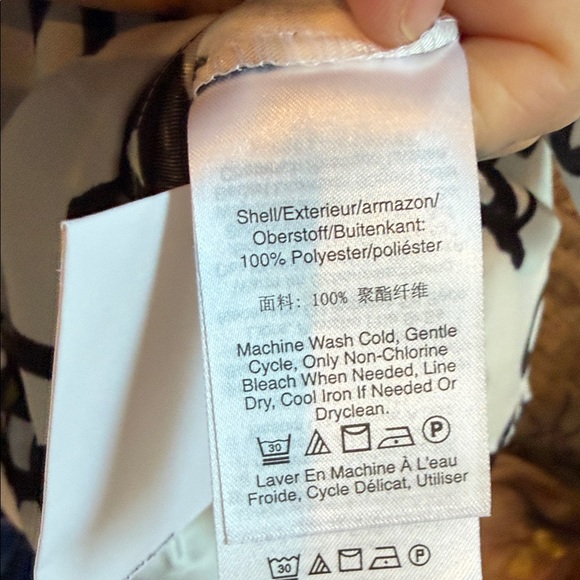 Shell/Exterieur/armazon/
Oberstoff/Buitenkant:
100% Polyester/poliéster
面料: 100% 聚酯纤维
Machine Wash Cold, Gentle
Cycle, Only Non-Chlorine
Bleach When Needed, Line
Dry, Cool Iron If Needed Or
Dryclean.
30 P
Laver En Machine À L'eau
Froide, Cycle Délicat, Utiliser
30 P